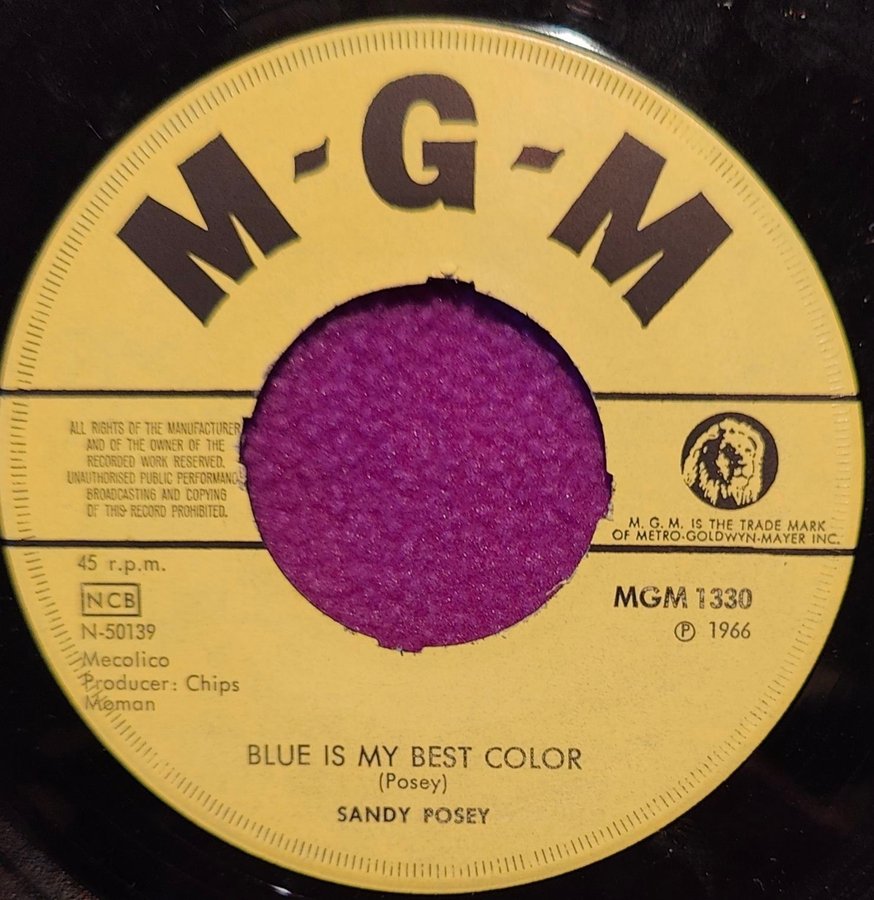 M-G-M
ALL RIGHTS OF THE MANUFACTURER
AND OF THE OWNER OF THE
RECORDED WORK RESERVED.
UNAUTHORISED PUBLIC PERFORMANC
BROADCASTING AND COPYING
OF THIS RECORD PROHIBITED.
M. G. M. IS THE TRADE MARK
OF METRO-GOLDWYN-MAYER INC.
45 r.p.m.
NCB
N-50139
Mecolico
Producer: Chips
Moman
MGM 1330
℗ 1966
BLUE IS MY BEST COLOR
(Posey)
SANDY POSEY